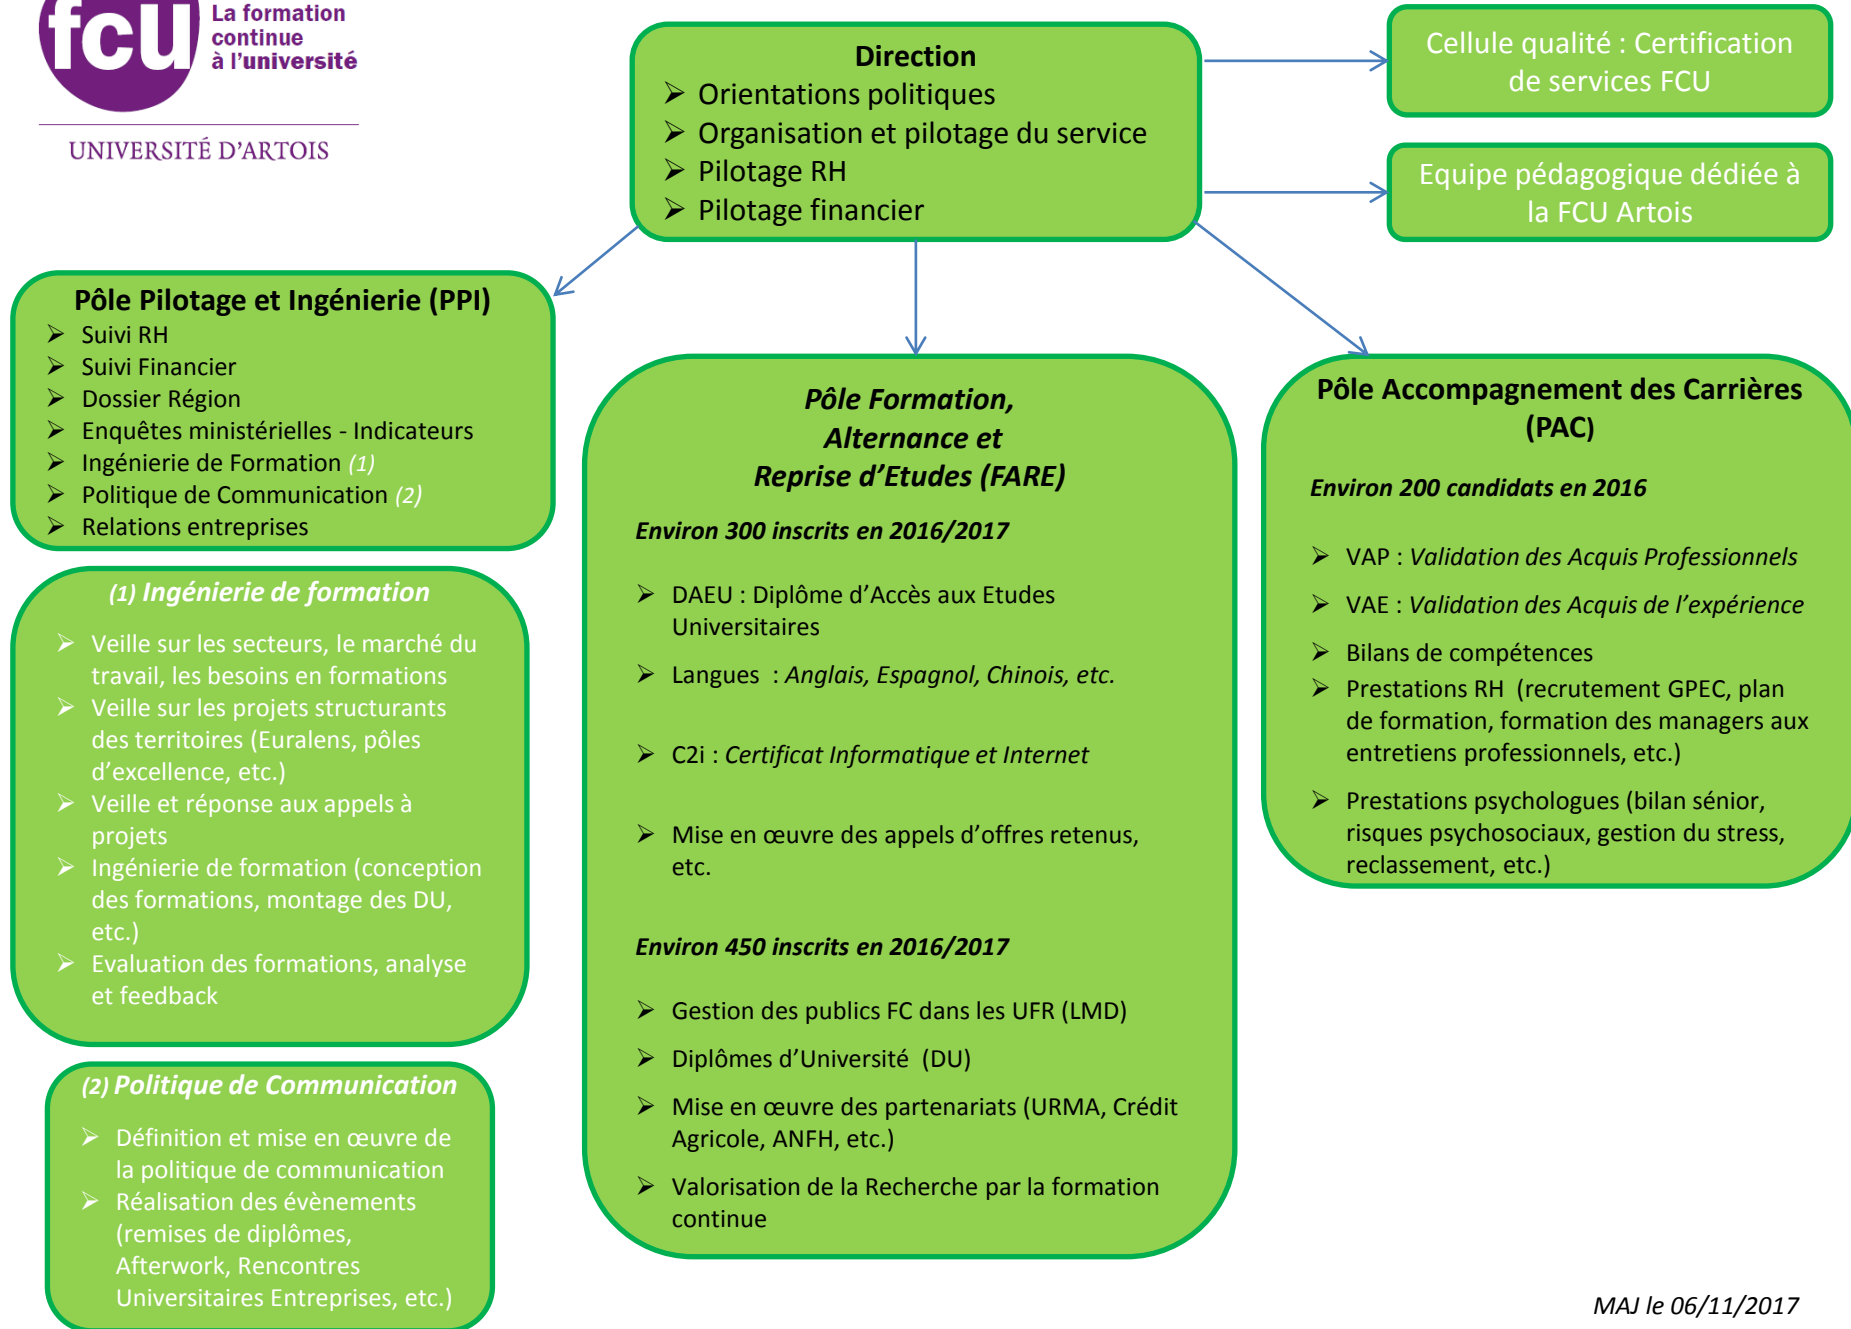 fcu
La formation
continue
à l'université
UNIVERSITÉ D'ARTOIS
Direction
➢ Orientations politiques
➢ Organisation et pilotage du service
➢ Pilotage RH
➢ Pilotage financier
Cellule qualité : Certification
de services FCU
Equipe pédagogique dédiée à
la FCU Artois
Pôle Pilotage et Ingénierie (PPI)
➢ Suivi RH
➢ Suivi Financier
➢ Dossier Région
➢ Enquêtes ministérielles - Indicateurs
➢ Ingénierie de Formation (1)
➢ Politique de Communication (2)
➢ Relations entreprises
(1) Ingénierie de formation
➢ Veille sur les secteurs, le marché du
travail, les besoins en formations
➢ Veille sur les projets structurants
des territoires (Euralens, pôles
d'excellence, etc.)
➢ Veille et réponse aux appels à
projets
➢ Ingénierie de formation (conception
des formations, montage des DU,
etc.)
➢ Evaluation des formations, analyse
et feedback
(2) Politique de Communication
➢ Définition et mise en œuvre de
la politique de communication
➢ Réalisation des évènements
(remises de diplômes,
Afterwork, Rencontres
Universitaires Entreprises, etc.)
Pôle Formation,
Alternance et
Reprise d'Etudes (FARE)
Environ 300 inscrits en 2016/2017
➢ DAEU : Diplôme d'Accès aux Etudes
Universitaires
➢ Langues : Anglais, Espagnol, Chinois, etc.
➢ C2i : Certificat Informatique et Internet
➢ Mise en œuvre des appels d'offres retenus,
etc.
Environ 450 inscrits en 2016/2017
➢ Gestion des publics FC dans les UFR (LMD)
➢ Diplômes d'Université (DU)
➢ Mise en œuvre des partenariats (URMA, Crédit
Agricole, ANFH, etc.)
➢ Valorisation de la Recherche par la formation
continue
Pôle Accompagnement des Carrières
(PAC)
Environ 200 candidats en 2016
➢ VAP : Validation des Acquis Professionnels
➢ VAE : Validation des Acquis de l'expérience
➢ Bilans de compétences
➢ Prestations RH (recrutement GPEC, plan
de formation, formation des managers aux
entretiens professionnels, etc.)
➢ Prestations psychologues (bilan sénior,
risques psychosociaux, gestion du stress,
reclassement, etc.)
MAJ le 06/11/2017